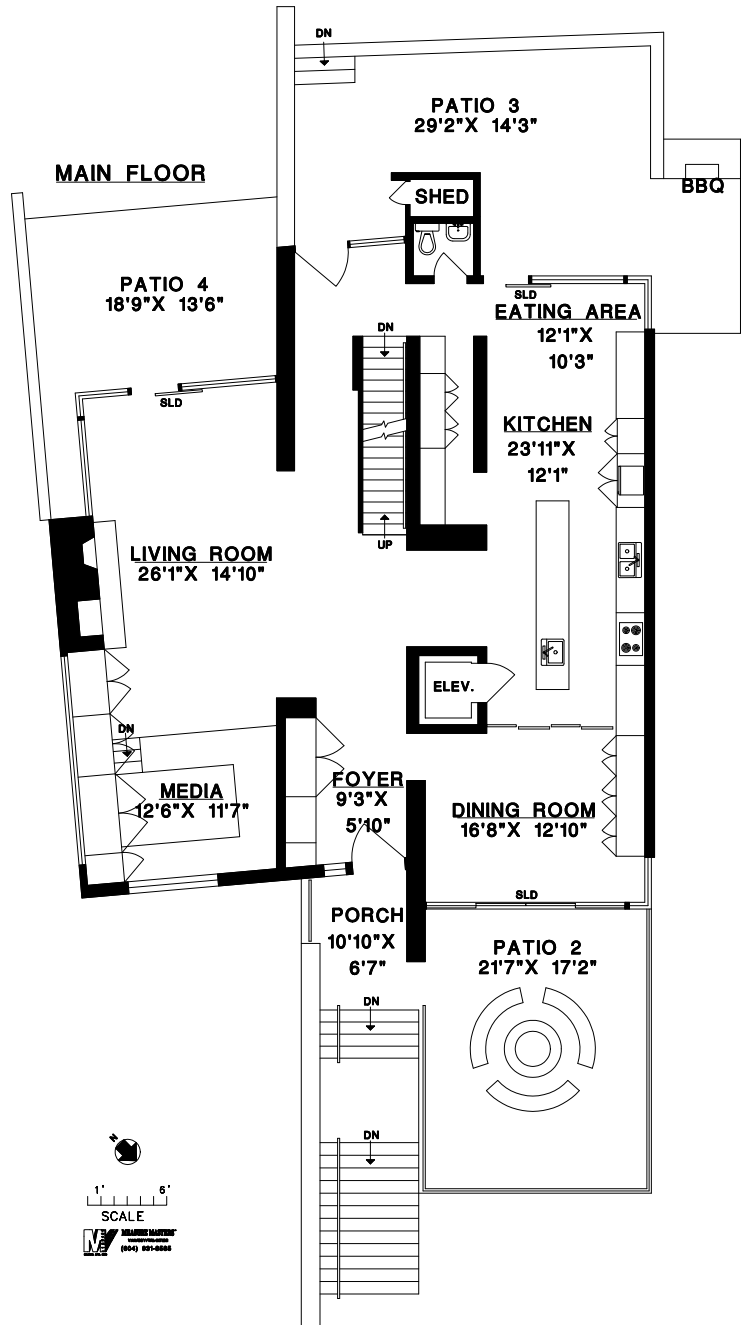 DN
PATIO 3
29'2"X 14'3"
MAIN FLOOR
SHED
BBQ
PATIO 4
18'9"X 13'6"
SLD
EATING AREA
12'1"X
10'3"
DN
SLD
KITCHEN
23'11"X
12'1"
UP
LIVING ROOM
26'1"X 14'10"
ELEV.
DN
MEDIA
12'6"X 11'7"
FOYER
9'3"X
5'10"
DINING ROOM
16'8"X 12'10"
SLD
PORCH
10'10"X
6'7"
PATIO 2
21'7"X 17'2"
DN
DN
N
1' 6'
SCALE
MEASURE MASTERS